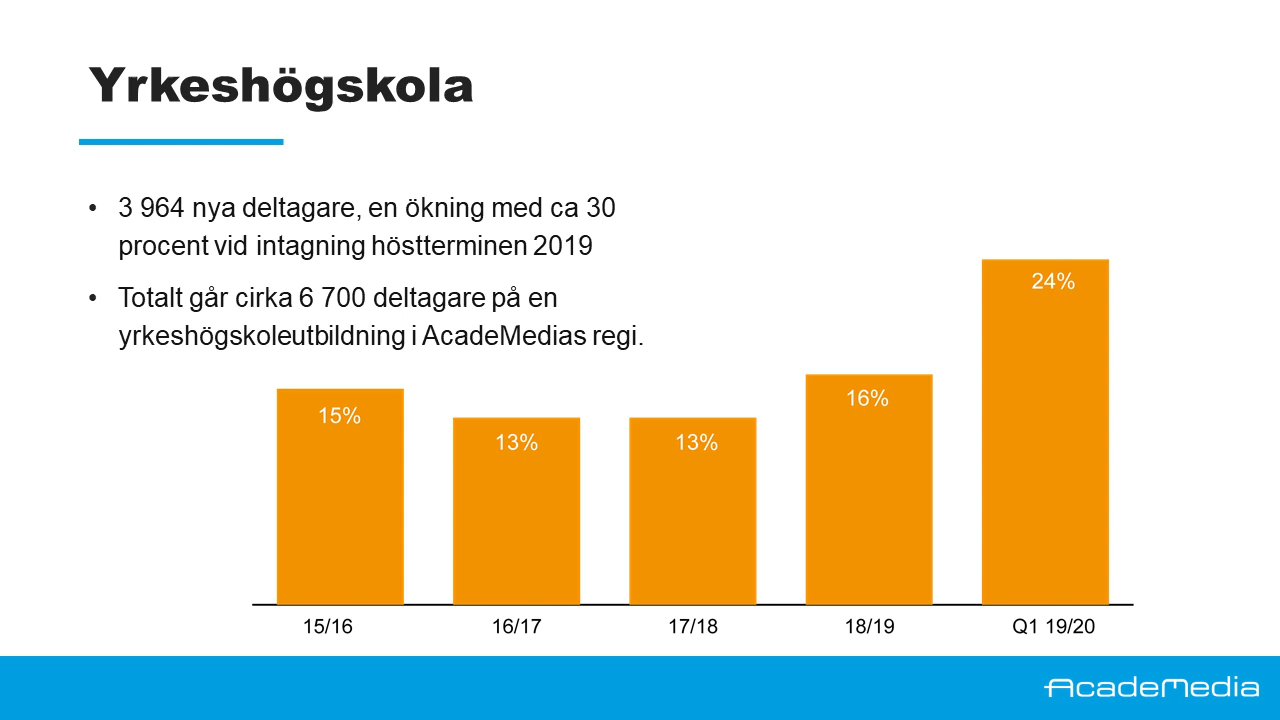 Yrkeshögskola
• 3 964 nya deltagare, en ökning med ca 30
procent vid intagning höstterminen 2019
• Totalt går cirka 6 700 deltagare på en
yrkeshögskoleutbildning i AcadeMedias regi.
15%
13%
13%
16%
24%
15/16
16/17
17/18
18/19
Q1 19/20
AcadeMedia